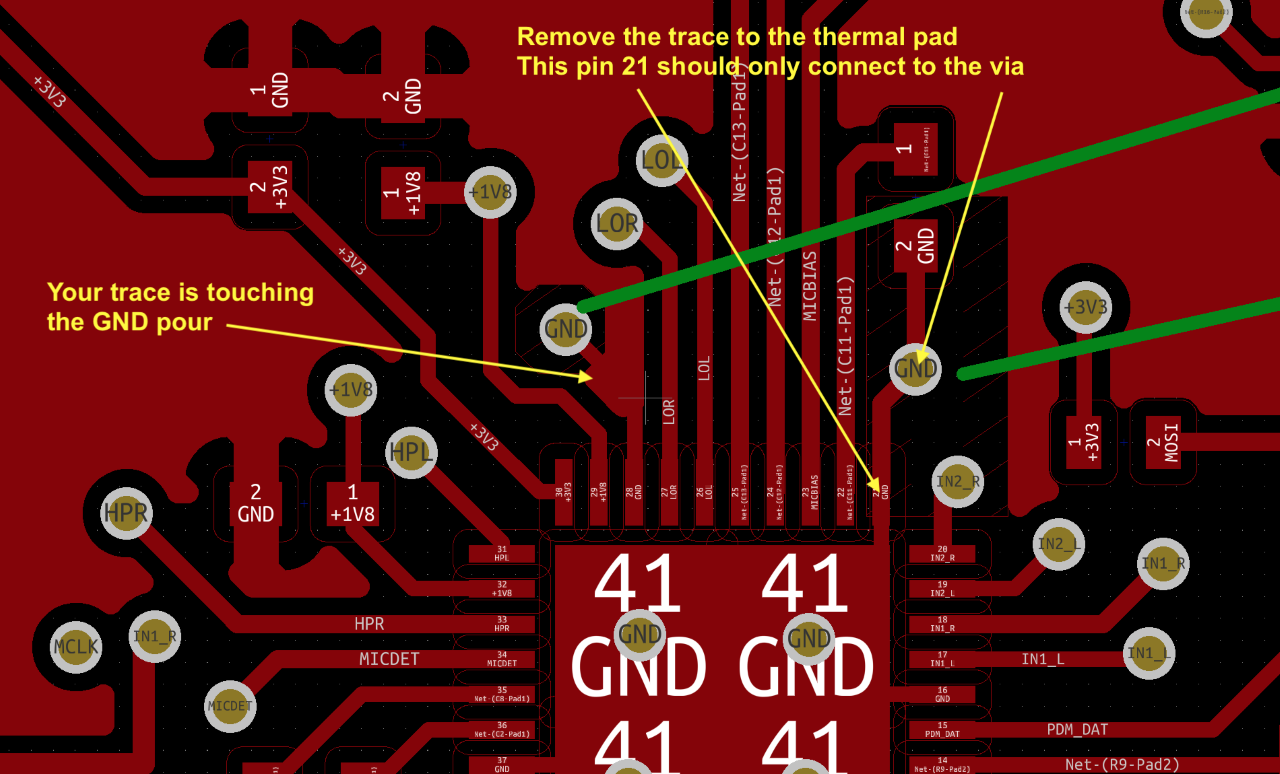 Remove the trace to the thermal pad
This pin 21 should only connect to the via
+3V3
1
GND
2
GND
2
+3V3
1
+1V8
+1V8
LOL
LOR
Net-(C13-Pad1)
Net-(C12-Pad1)
MICBIAS
Net-(C11-Pad1)
1
Net-(C11-Pad1)
2
GND
+3V3
Your trace is touching
the GND pour
GND
GND
+3V3
+1V8
LOR
LOL
+3V3
HPL
1
+3V3
2
MOSI
2
GND
1
+1V8
HPR
30
+3V3
29
+1V8
28
GND
27
LOR
26
LOL
25
Net-(C13-Pad1)
24
Net-(C12-Pad1)
23
MICBIAS
22
Net-(C11-Pad1)
GND
IN2_R
31
HPL
32
+1V8
33
HPR
HPR
34
MICDET
MICDET
35
Net-(C8-Pad1)
36
Net-(C2-Pad1)
37
GND
MCLK
IN1_R
MICDET
41
GND
41
GND
GND
GND
41
41
20
IN2_R
19
IN2_L
18
IN1_R
17
IN1_L
16
GND
15
PDM_DAT
14
Net-(R9-Pad2)
IN2_L
IN1_R
IN1_L
IN1_L
PDM_DAT
Net-(R9-Pad2)